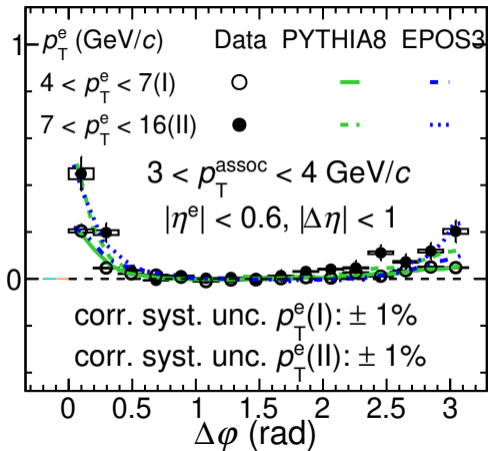 p_T^e (GeV/c) Data PYTHIA8 EPOS3
1
4 < p_T^e < 7(I)
7 < p_T^e < 16(II)
3 < p_T^assoc < 4 GeV/c
|η^e| < 0.6, |Δη| < 1
0
corr. syst. unc. p_T^e(I): ± 1%
corr. syst. unc. p_T^e(II): ± 1%
0 0.5 1 1.5 2 2.5 3
Δφ (rad)